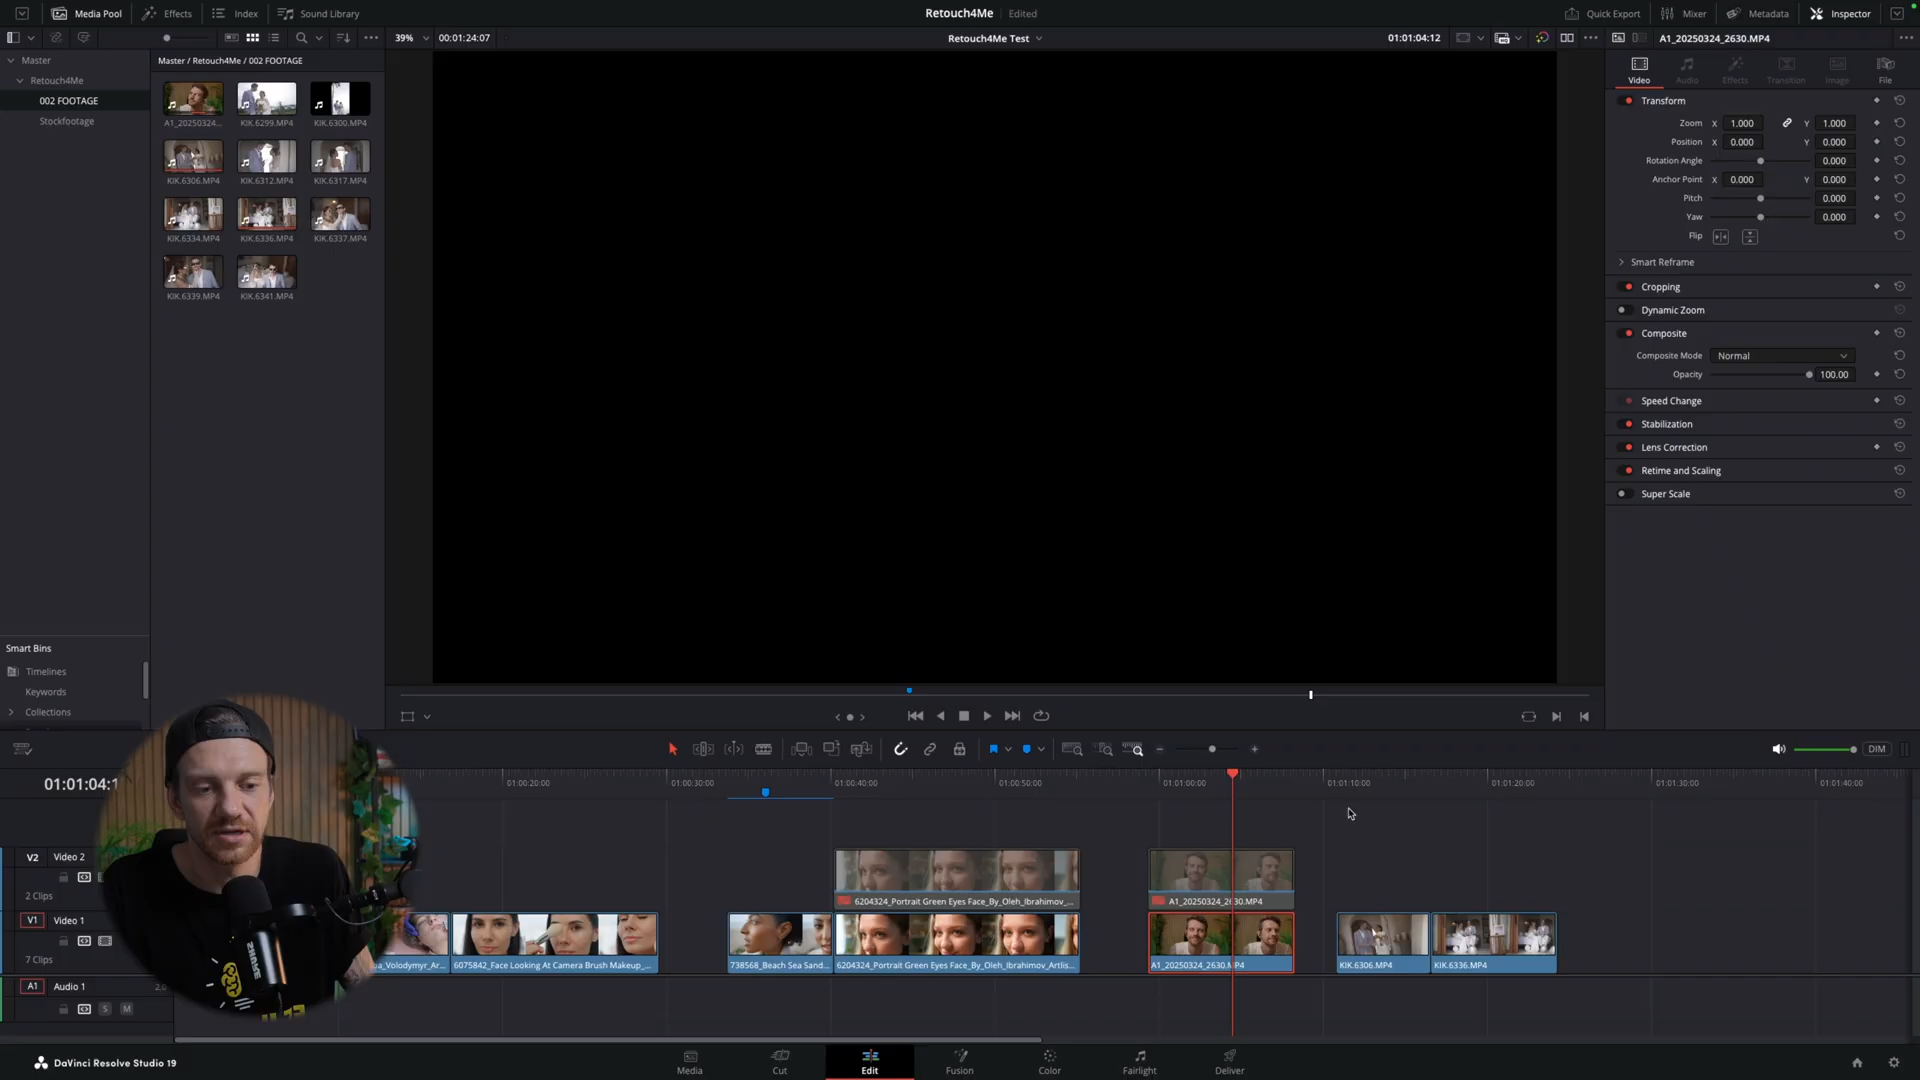 Media Pool
Effects
Index
Sound Library
Retouch4Me
Edited
Quick Export
Mixer
Metadata
Inspector
39%
00:01:24:07
Retouch4Me Test
01:01:04:12
A1_20250324_2630.MP4
Master
Retouch4Me
002 FOOTAGE
Stockfootage
Master / Retouch4Me / 002 FOOTAGE
A1_20250324...
KIK.6299.MP4
KIK.6300.MP4
KIK.6306.MP4
KIK.6312.MP4
KIK.6317.MP4
KIK.6334.MP4
KIK.6336.MP4
KIK.6337.MP4
KIK.6339.MP4
KIK.6341.MP4
Video
Audio
Effects
Transition
Image
File
Transform
Zoom X 1.000 Y 1.000
Position X 0.000 Y 0.000
Rotation Angle 0.000
Anchor Point X 0.000 Y 0.000
Pitch 0.000
Yaw 0.000
Flip
Smart Reframe
Cropping
Dynamic Zoom
Composite
Composite Mode Normal
Opacity 100.00
Speed Change
Stabilization
Lens Correction
Retime and Scaling
Super Scale
Smart Bins
Timelines
Keywords
Collections
DIM
01:01:04:1
01:00:20:00
01:00:30:00
01:00:40:00
01:00:50:00
01:01:00:00
01:01:10:00
01:01:20:00
01:01:30:00
01:01:40:00
V2 Video 2
2 Clips
6204324_Portrait Green Eyes Face_By_Oleh_Ibrahimov_...
A1_20250324_2630.MP4
V1 Video 1
7 Clips
ba_Volodymyr_Ar...
6075842_Face Looking At Camera Brush Makeup_...
738568_Beach Sea Sand...
6204324_Portrait Green Eyes Face_By_Oleh_Ibrahimov_Artlis...
A1_20250324_2630.MP4
KIK.6306.MP4
KIK.6336.MP4
A1 Audio 1 2.0
S M
DaVinci Resolve Studio 19
Media
Cut
Edit
Fusion
Color
Fairlight
Deliver